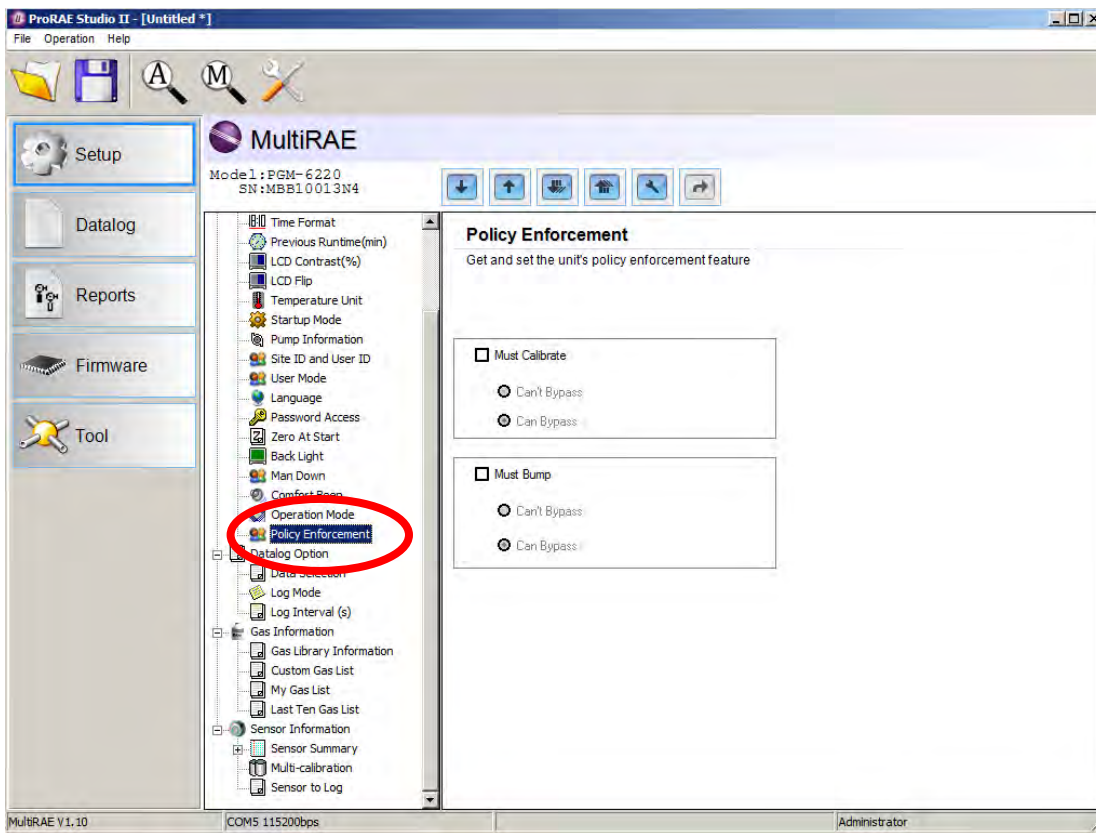 ProRAE Studio II - [Untitled *]
File Operation Help
A
M
Setup
Datalog
Reports
Firmware
Tool
MultiRAE
Model:PGM-6220
SN:MBB10013N4
Time Format
Previous Runtime(min)
LCD Contrast(%)
LCD Flip
Temperature Unit
Startup Mode
Pump Information
Site ID and User ID
User Mode
Language
Password Access
Zero At Start
Back Light
Man Down
Comfort Beep
Operation Mode
Policy Enforcement
Datalog Option
Data Selection
Log Mode
Log Interval (s)
Gas Information
Gas Library Information
Custom Gas List
My Gas List
Last Ten Gas List
Sensor Information
Sensor Summary
Multi-calibration
Sensor to Log
Policy Enforcement
Get and set the unit's policy enforcement feature
Must Calibrate
Can't Bypass
Can Bypass
Must Bump
Can't Bypass
Can Bypass
MultiRAE V1.10
COM5 115200bps
Administrator